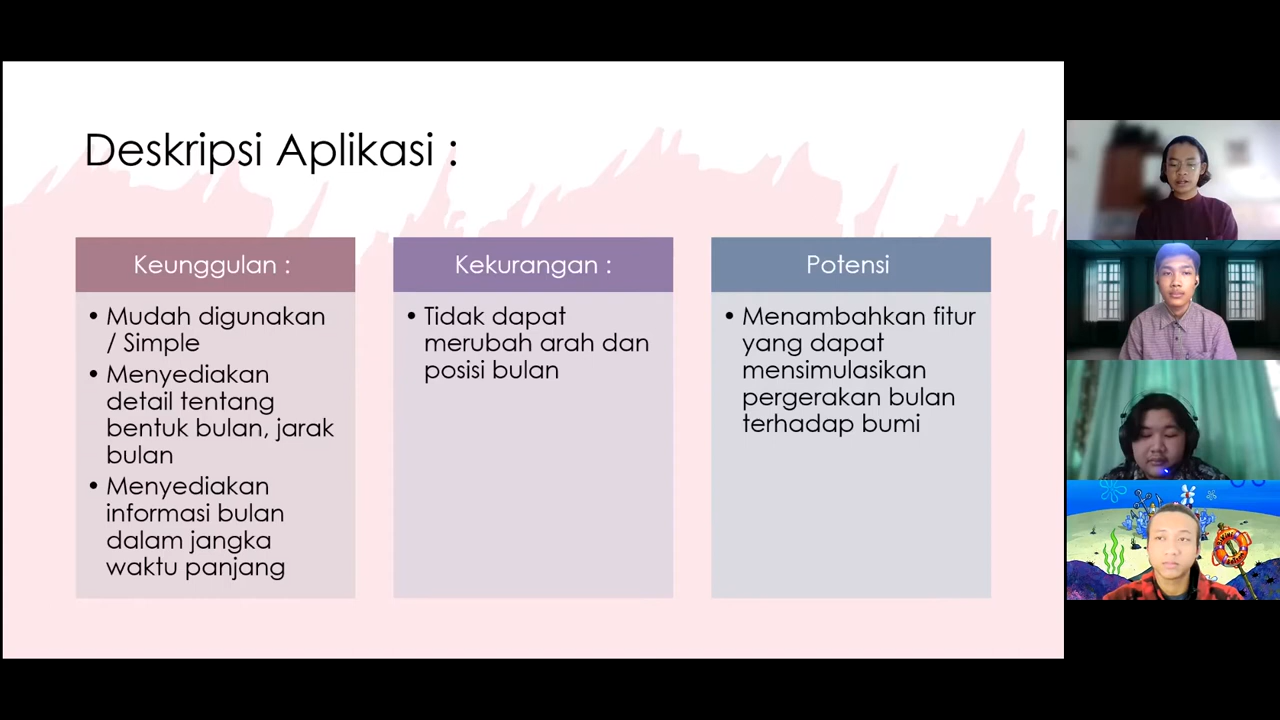 Deskripsi Aplikasi :
Keunggulan :
• Mudah digunakan
/ Simple
• Menyediakan
detail tentang
bentuk bulan, jarak
bulan
• Menyediakan
informasi bulan
dalam jangka
waktu panjang
Kekurangan :
• Tidak dapat
merubah arah dan
posisi bulan
Potensi
• Menambahkan fitur
yang dapat
mensimulasikan
pergerakan bulan
terhadap bumi